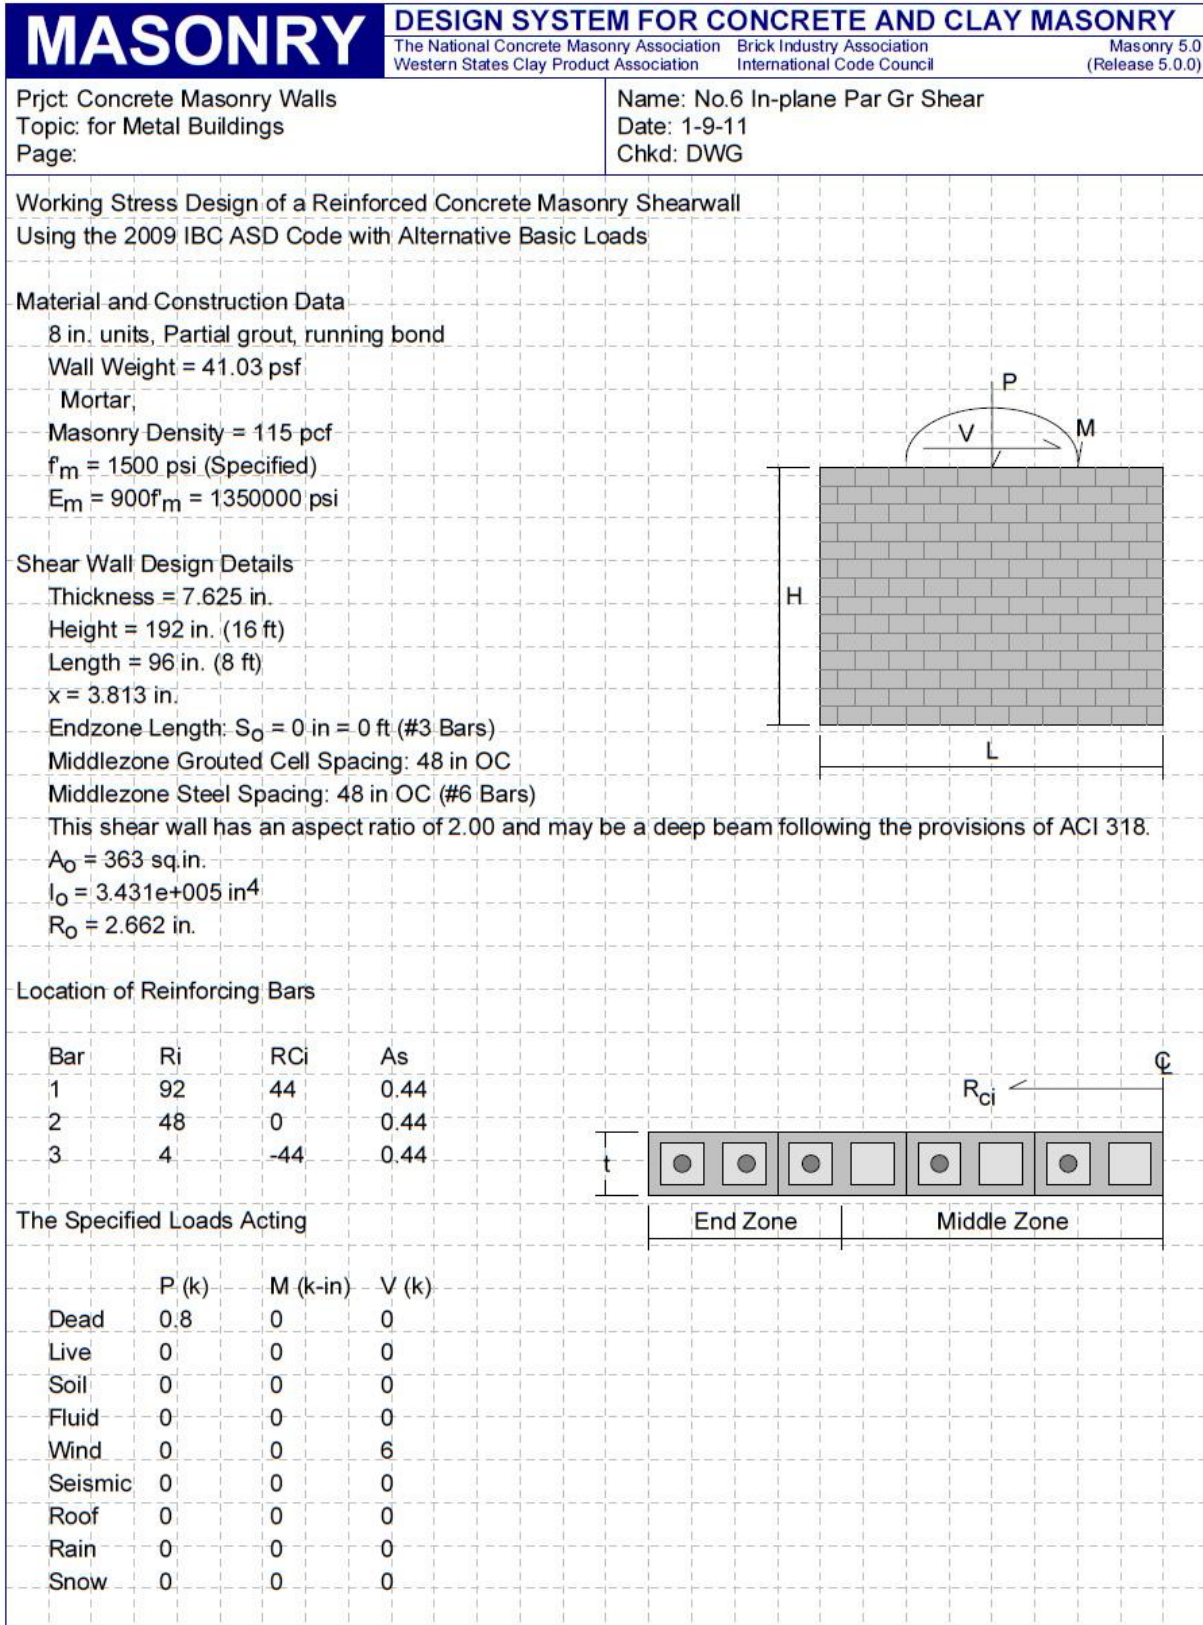 MASONRY
DESIGN SYSTEM FOR CONCRETE AND CLAY MASONRY
The National Concrete Masonry Association Brick Industry Association Masonry 5.0
Western States Clay Product Association International Code Council (Release 5.0.0)
Prjct: Concrete Masonry Walls
Topic: for Metal Buildings
Page:
Name: No.6 In-plane Par Gr Shear
Date: 1-9-11
Chkd: DWG
Working Stress Design of a Reinforced Concrete Masonry Shearwall
Using the 2009 IBC ASD Code with Alternative Basic Loads
Material and Construction Data
8 in. units, Partial grout, running bond
Wall Weight = 41.03 psf
Mortar,
Masonry Density = 115 pcf
f'm = 1500 psi (Specified)
Em = 900f'm = 1350000 psi
P
V
M
H
L
Shear Wall Design Details
Thickness = 7.625 in.
Height = 192 in. (16 ft)
Length = 96 in. (8 ft)
x = 3.813 in.
Endzone Length: So = 0 in = 0 ft (#3 Bars)
Middlezone Grouted Cell Spacing: 48 in OC
Middlezone Steel Spacing: 48 in OC (#6 Bars)
This shear wall has an aspect ratio of 2.00 and may be a deep beam following the provisions of ACI 318.
Ao = 363 sq.in.
Io = 3.431e+005 in4
Ro = 2.662 in.
Location of Reinforcing Bars
Bar Ri RCi As
1 92 44 0.44
2 48 0 0.44
3 4 -44 0.44
℄
Rci
t
End Zone Middle Zone
The Specified Loads Acting
P (k) M (k-in) V (k)
Dead 0.8 0 0
Live 0 0 0
Soil 0 0 0
Fluid 0 0 0
Wind 0 0 6
Seismic 0 0 0
Roof 0 0 0
Rain 0 0 0
Snow 0 0 0